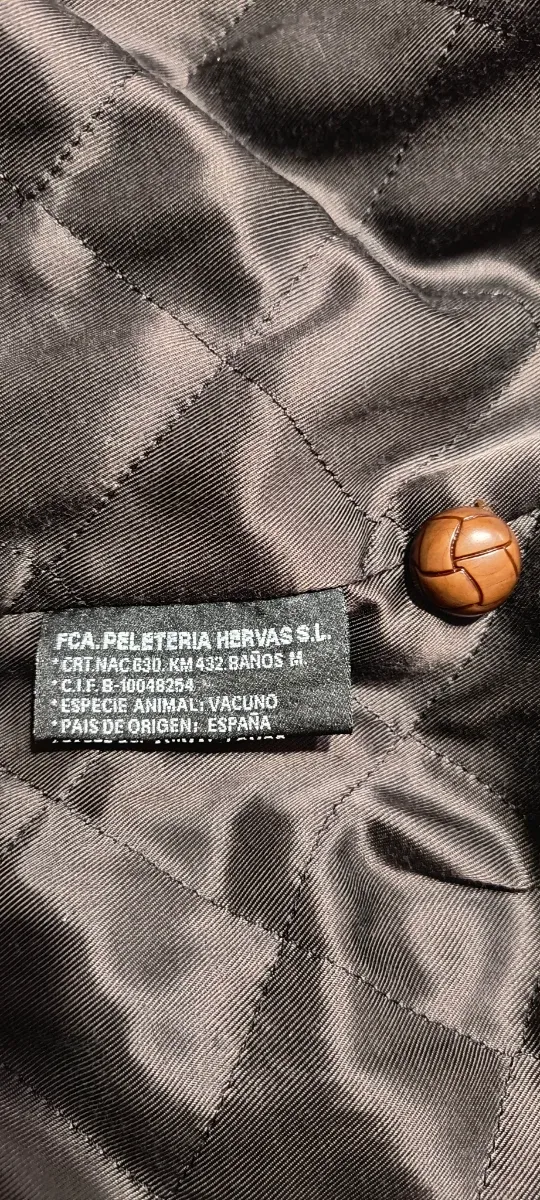 FCA. PELETERIA HERVAS S.L.
*CRT.NAC 630. KM 432.BAÑOS M.
*C.I.F. B-10048254
*ESPECIE ANIMAL: VACUNO
*PAIS DE ORIGEN: ESPAÑA